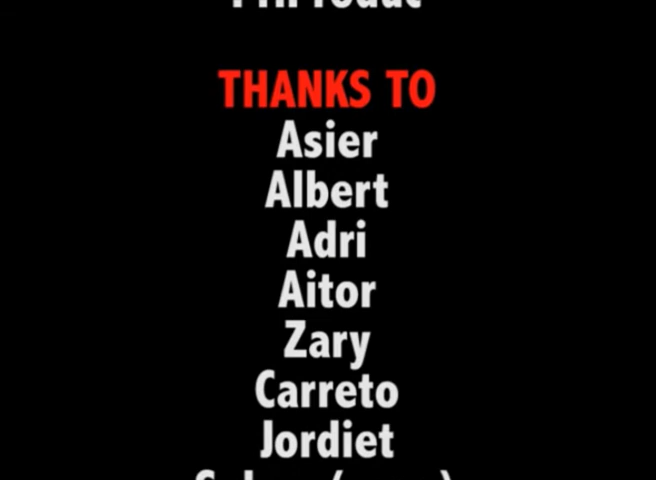 THANKS TO
Asier
Albert
Adri
Aitor
Zary
Carreto
Jordiet